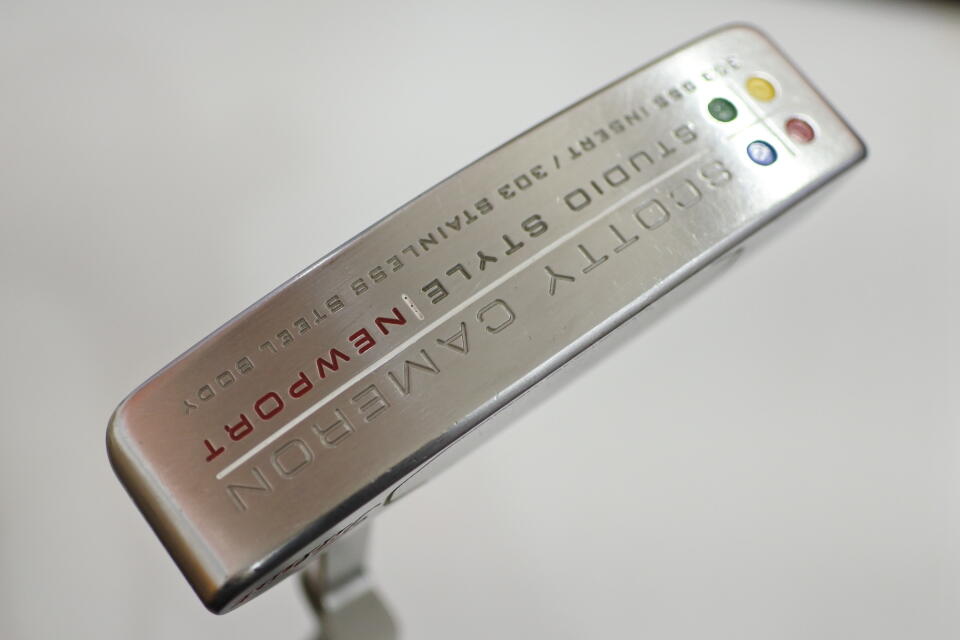 SCOTTY CAMERON
STUDIO STYLE | NEWPORT
303 GSS INSERT / 303 STAINLESS STEEL BODY